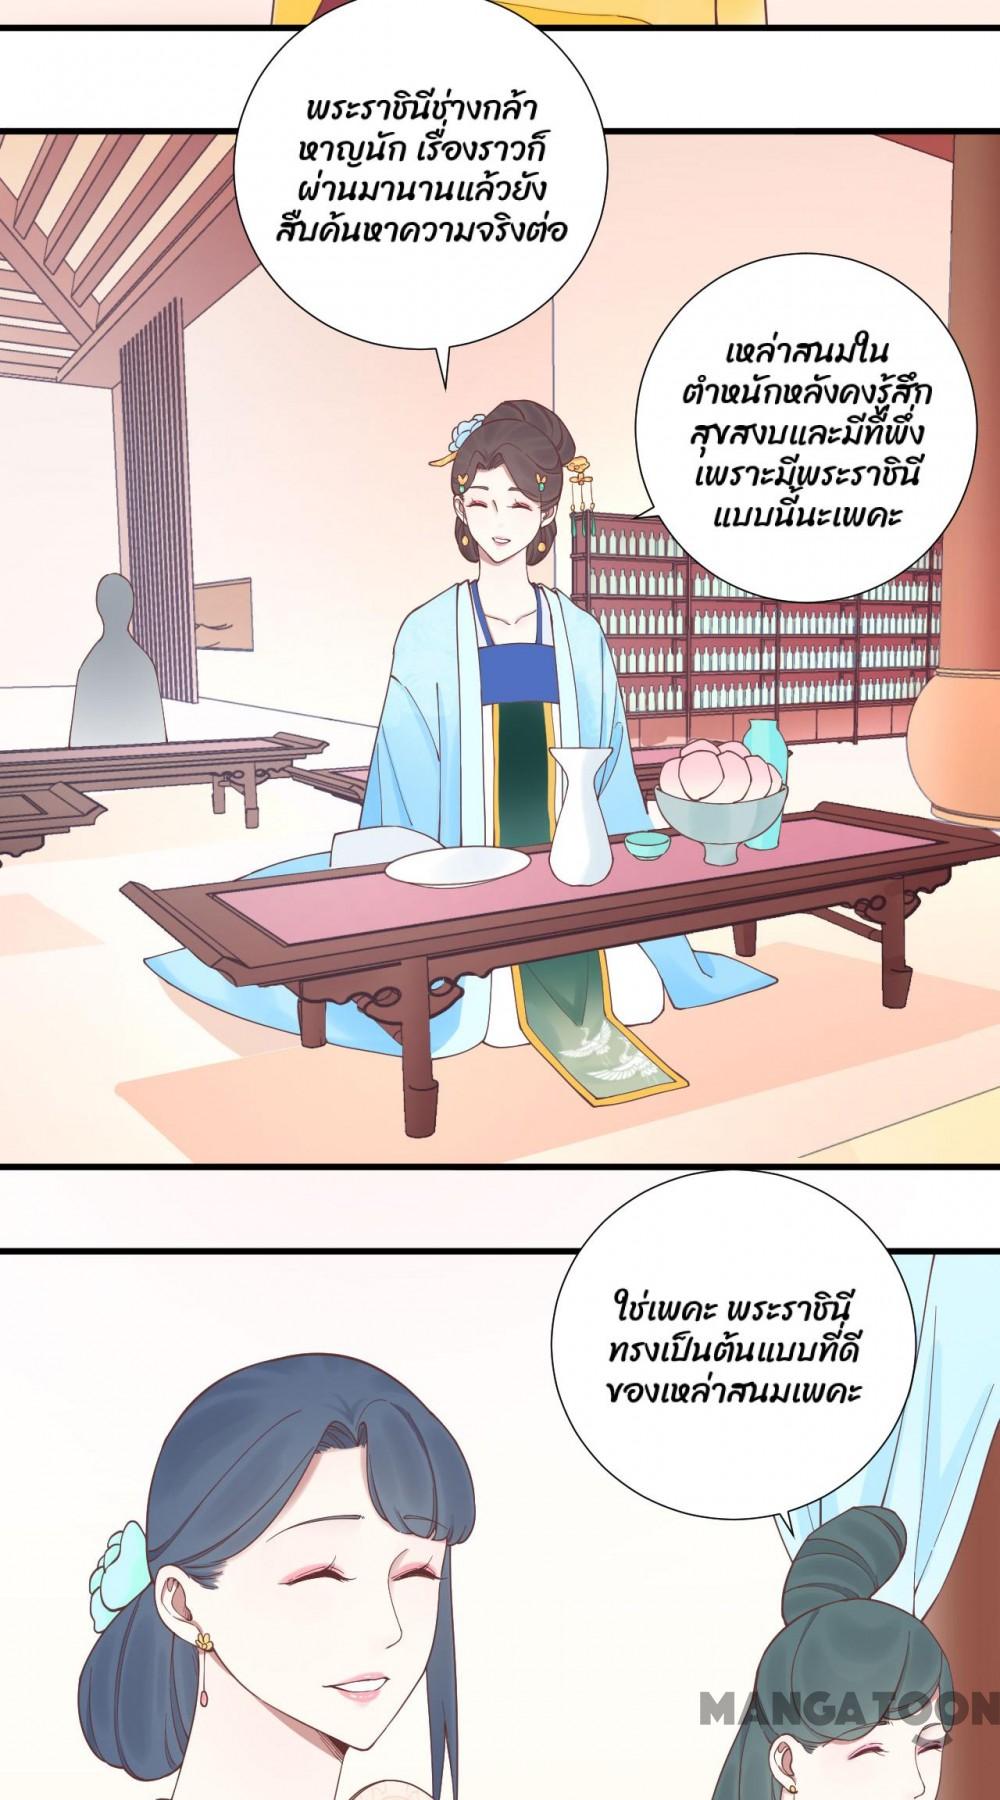 พระราชินีช่างกล้า
หาญนัก เรื่องราวก็
ผ่านมานานแล้วยัง
สืบค้นหาความจริงต่อ
เหล่าสนมใน
ตำหนักหลังคงรู้สึก
สุขสงบและมีที่พึ่ง
เพราะมีพระราชินี
แบบนี้นะเพคะ
ใช่เพคะ พระราชินี
ทรงเป็นต้นแบบที่ดี
ของเหล่าสนมเพคะ
MANGATOON